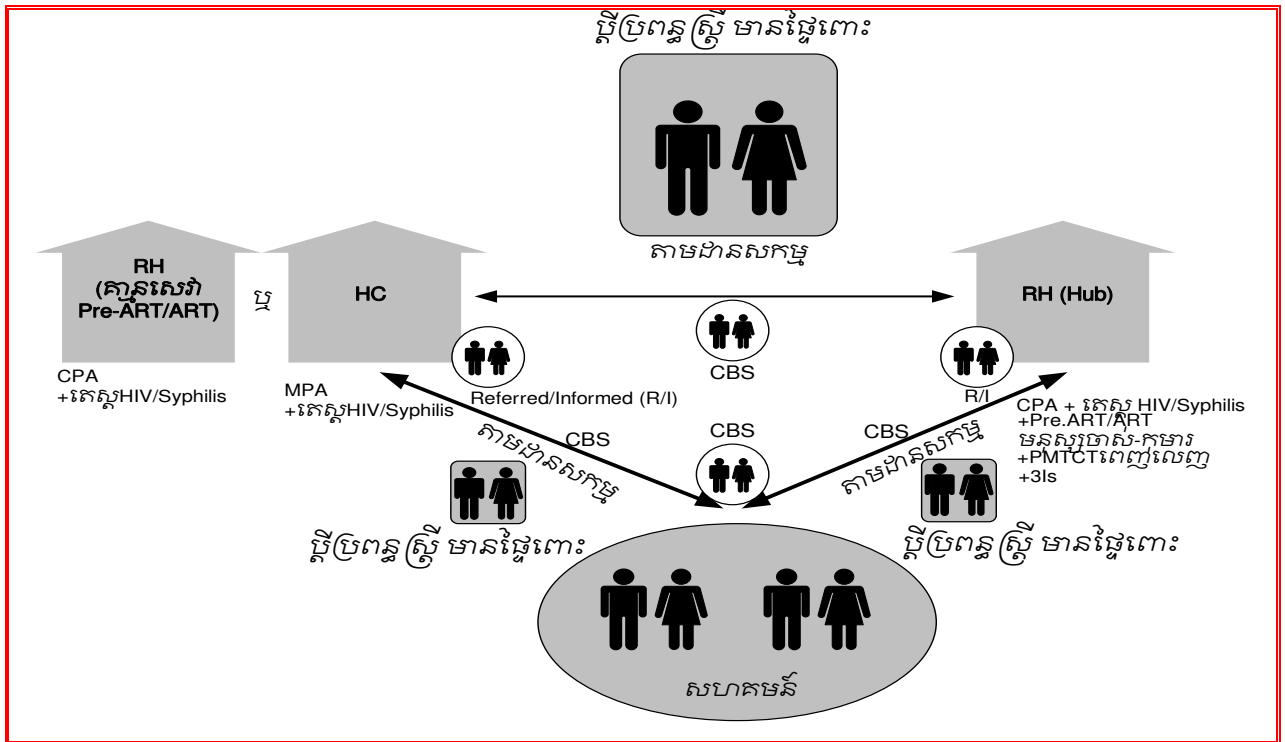 ប្តីប្រពន្ធស្ត្រី មានផ្ទៃពោះ
តាមដានសកម្ម
RH
(គ្មានសេវា
Pre-ART/ART)
ឬ
HC
RH (Hub)
CBS
CPA
+តេស្តHIV/Syphilis
MPA
+តេស្តHIV/Syphilis
Referred/Informed (R/I)
R/I
CPA + តេស្ត HIV/Syphilis
+Pre.ART/ART
មនុស្សចាស់-កុមារ
+PMTCTពេញលេញ
+3Is
CBS
តាមដានសកម្ម
CBS
CBS
តាមដានសកម្ម
ប្តីប្រពន្ធស្ត្រី មានផ្ទៃពោះ
ប្តីប្រពន្ធស្ត្រី មានផ្ទៃពោះ
សហគមន៍